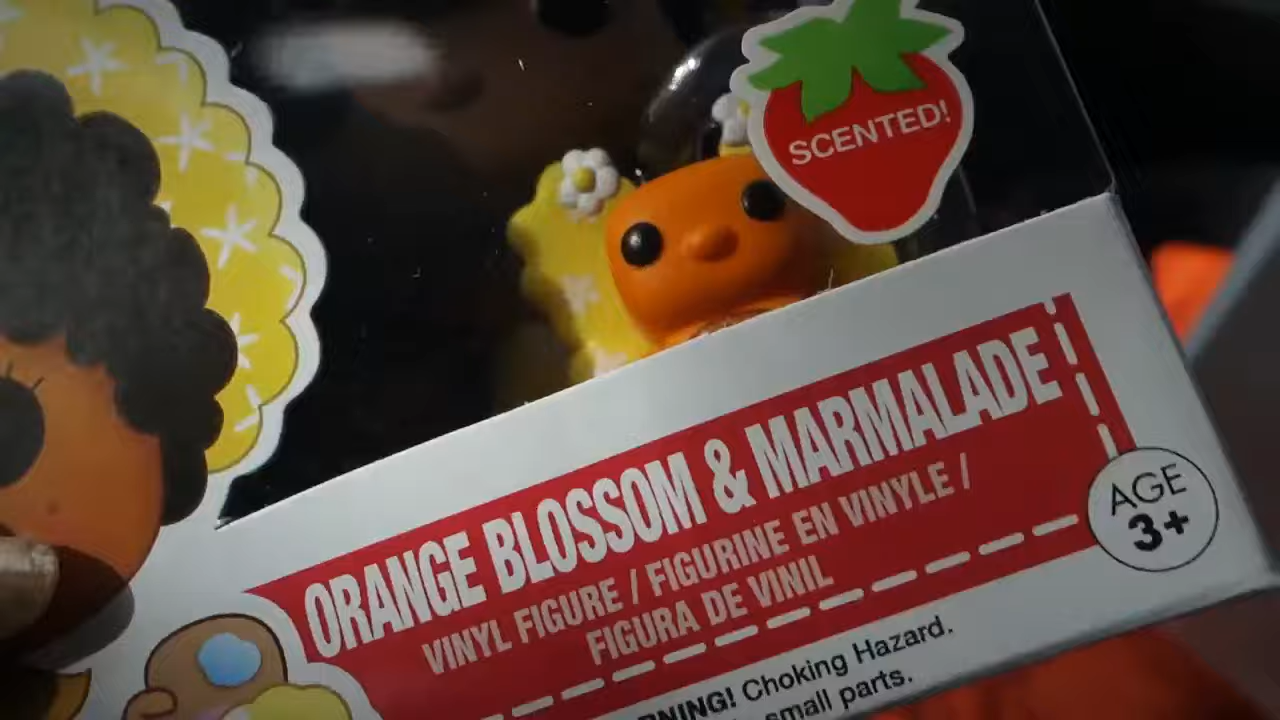 SCENTED!
ORANGE BLOSSOM & MARMALADE
VINYL FIGURE / FIGURINE EN VINYLE /
FIGURA DE VINIL
AGE
3+
Choking Hazard.
small parts.